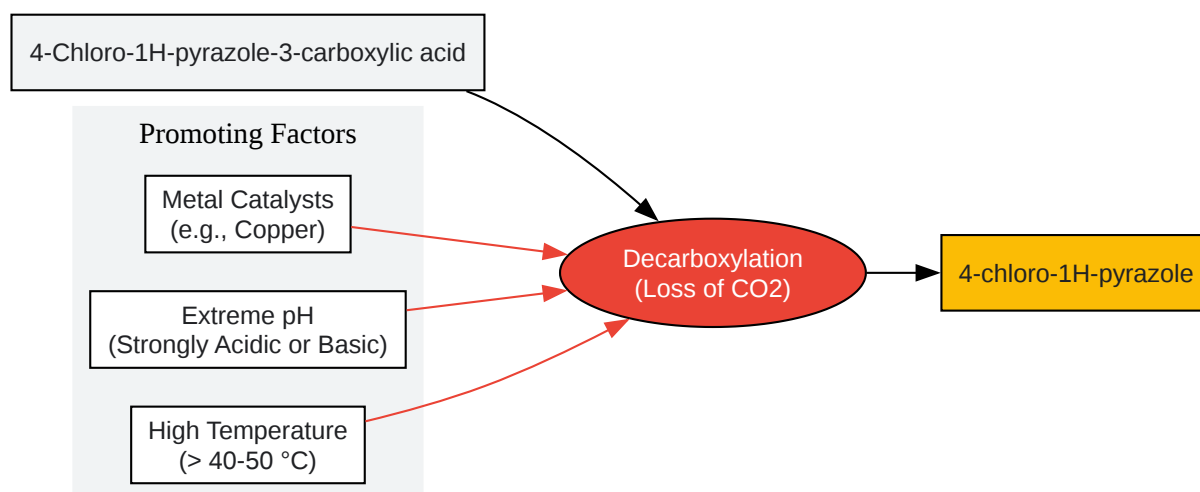 4-Chloro-1H-pyrazole-3-carboxylic acid
Promoting Factors
Metal Catalysts
(e.g., Copper)
Extreme pH
(Strongly Acidic or Basic)
High Temperature
(> 40-50 °C)
Decarboxylation
(Loss of CO2)
4-chloro-1H-pyrazole